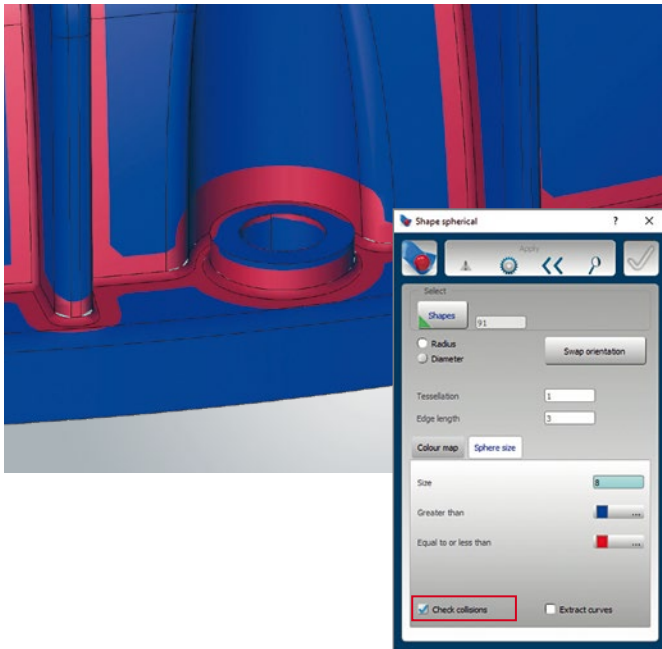 Shape spherical ? X
Apply
Select
Shapes 91
Radius
Diameter
Swap orientation
Tessellation 1
Edge length 3
Colour map Sphere size
Size 8
Greater than ...
Equal to or less than ...
Check collisions Extract curves